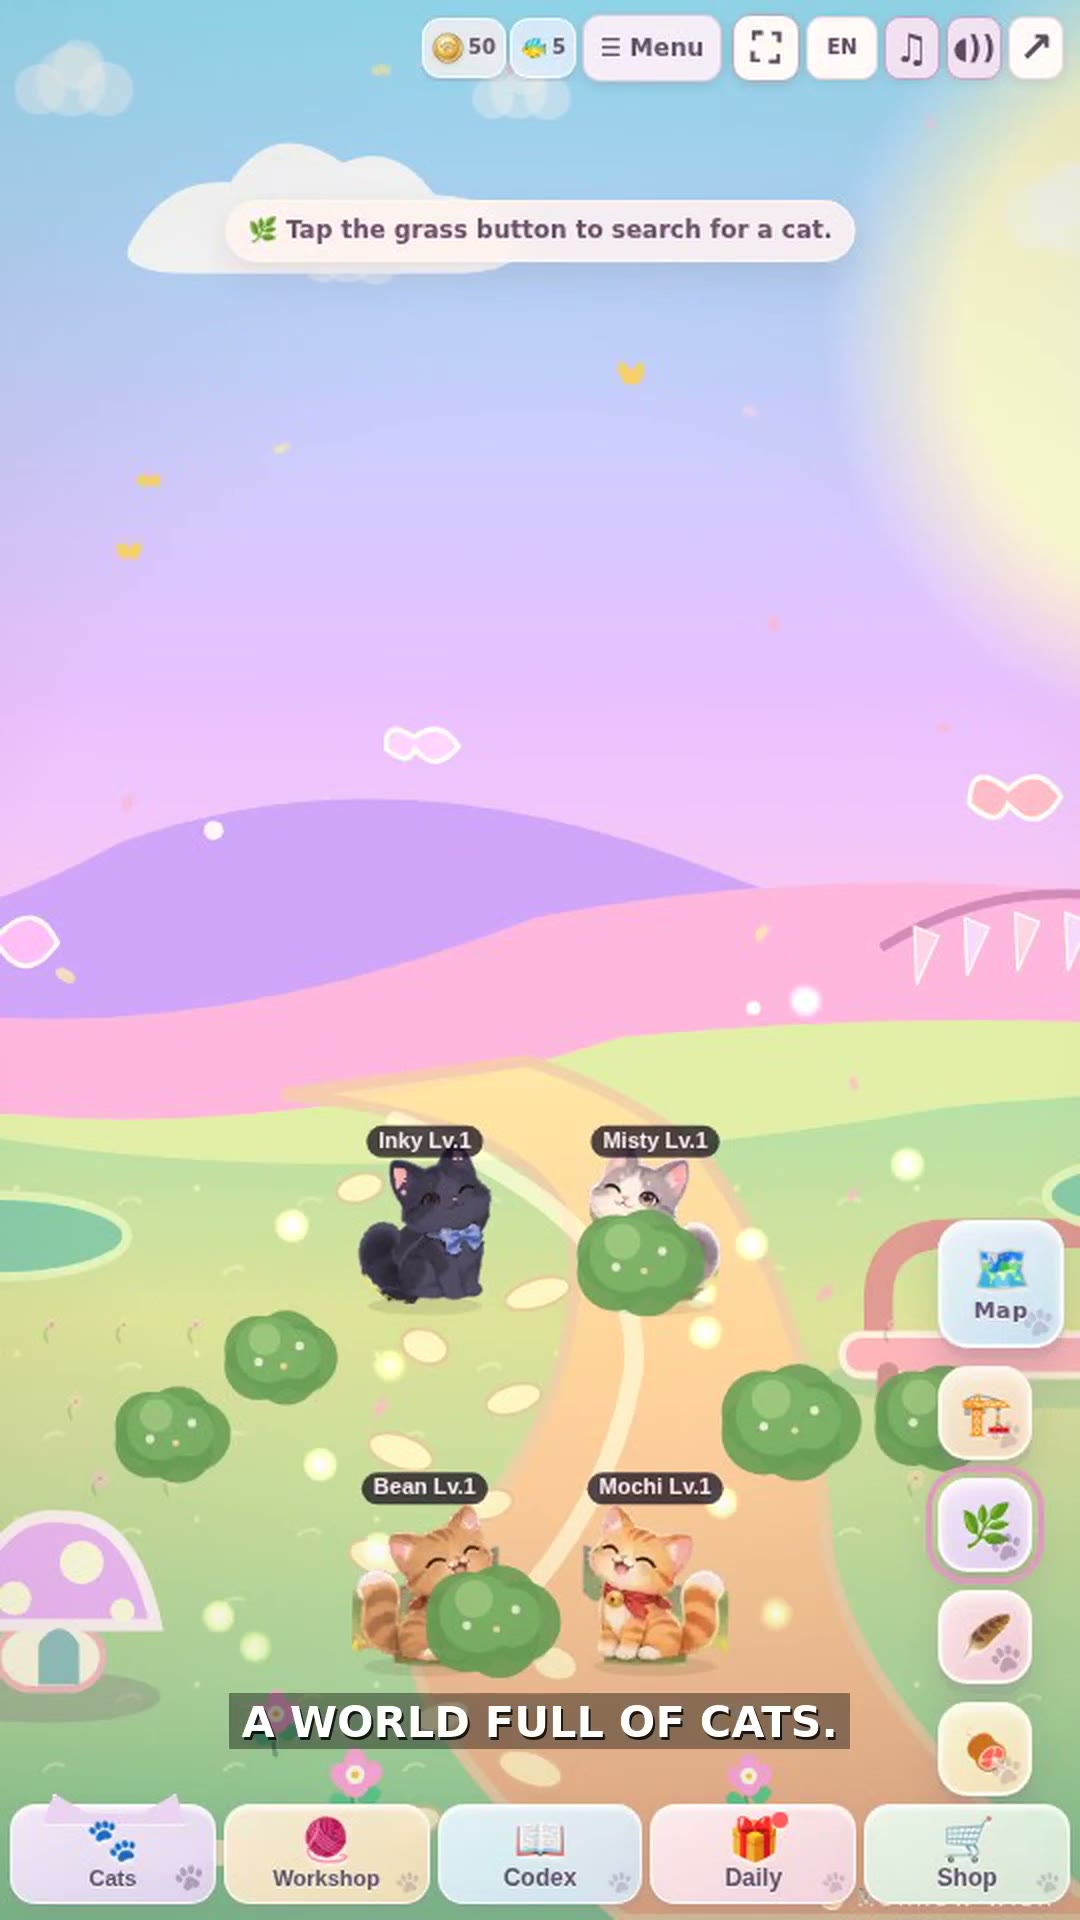 50
5
☰ Menu
EN
Tap the grass button to search for a cat.
Inky Lv.1
Misty Lv.1
Map
Bean Lv.1
Mochi Lv.1
A WORLD FULL OF CATS.
Cats
Workshop
Codex
Daily
Shop